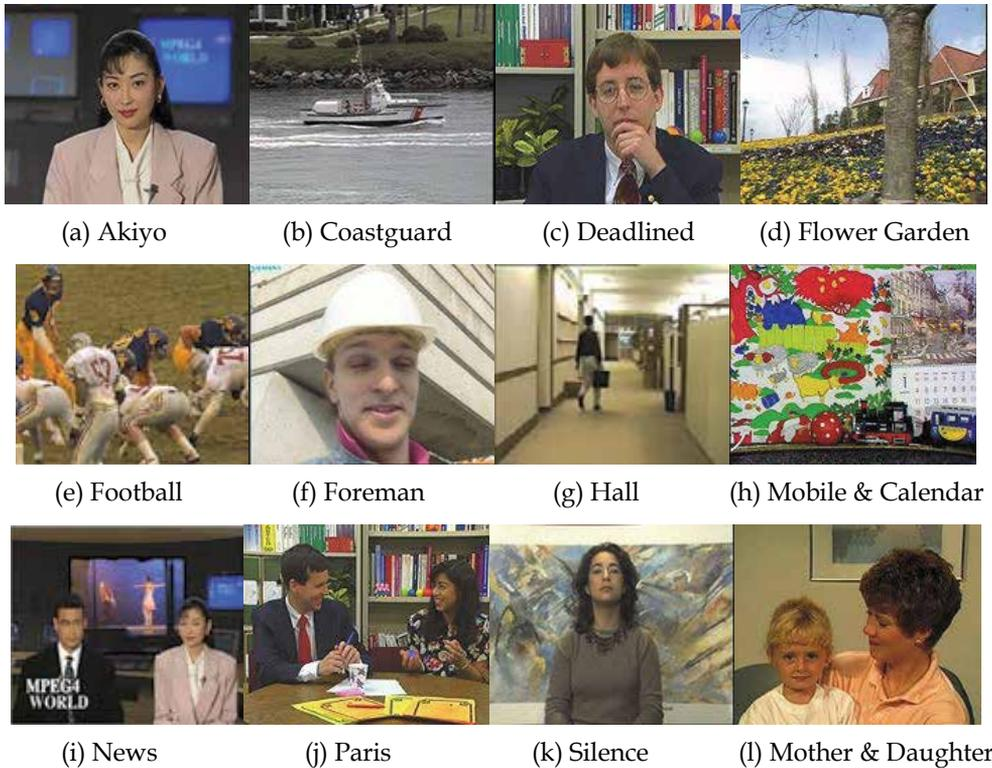 MPEG4
WORLD
(a) Akiyo
(b) Coastguard
(c) Deadlined
(d) Flower Garden
(e) Football
(f) Foreman
(g) Hall
(h) Mobile & Calendar
MPEG4
WORLD
(i) News
(j) Paris
(k) Silence
(l) Mother & Daughter